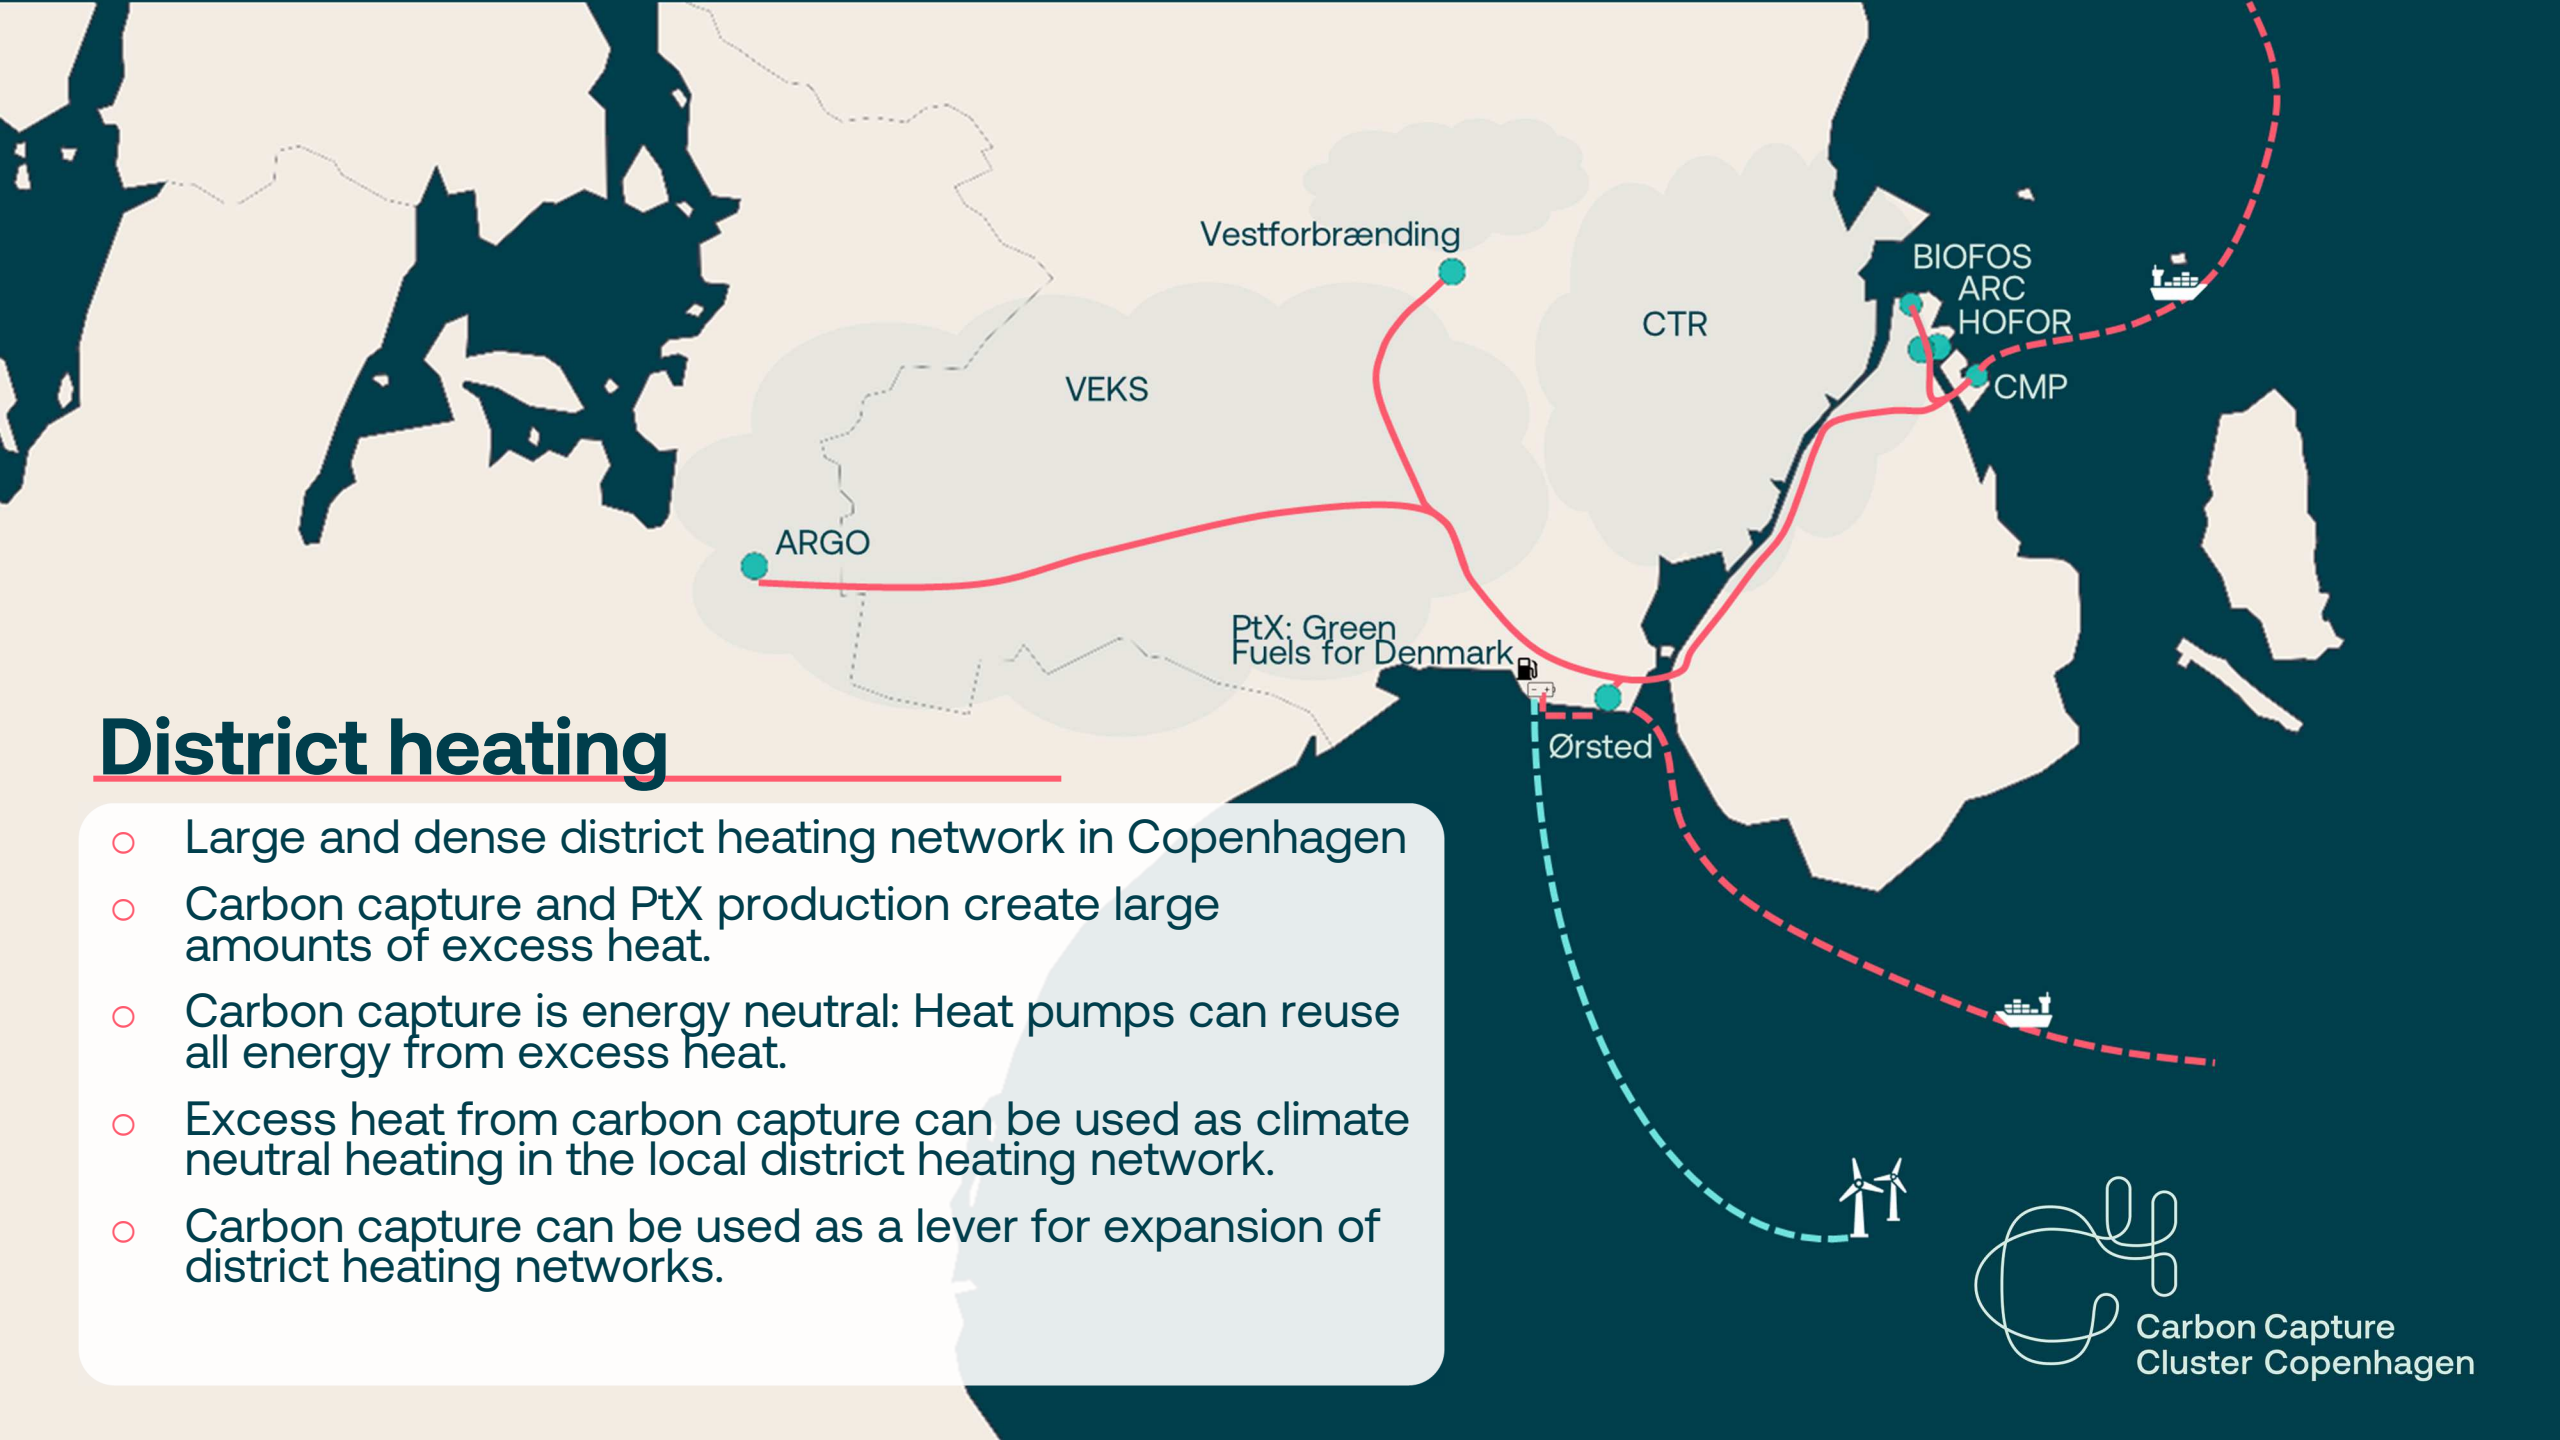 Vestforbrænding
BIOFOS
ARC
HOFOR
CTR
CMP
VEKS
ARGO
PtX: Green
Fuels for Denmark
Ørsted
District heating
Large and dense district heating network in Copenhagen
Carbon capture and PtX production create large
amounts of excess heat.
Carbon capture is energy neutral: Heat pumps can reuse
all energy from excess heat.
Excess heat from carbon capture can be used as climate
neutral heating in the local district heating network.
Carbon capture can be used as a lever for expansion of
district heating networks.
C4
Carbon Capture
Cluster Copenhagen